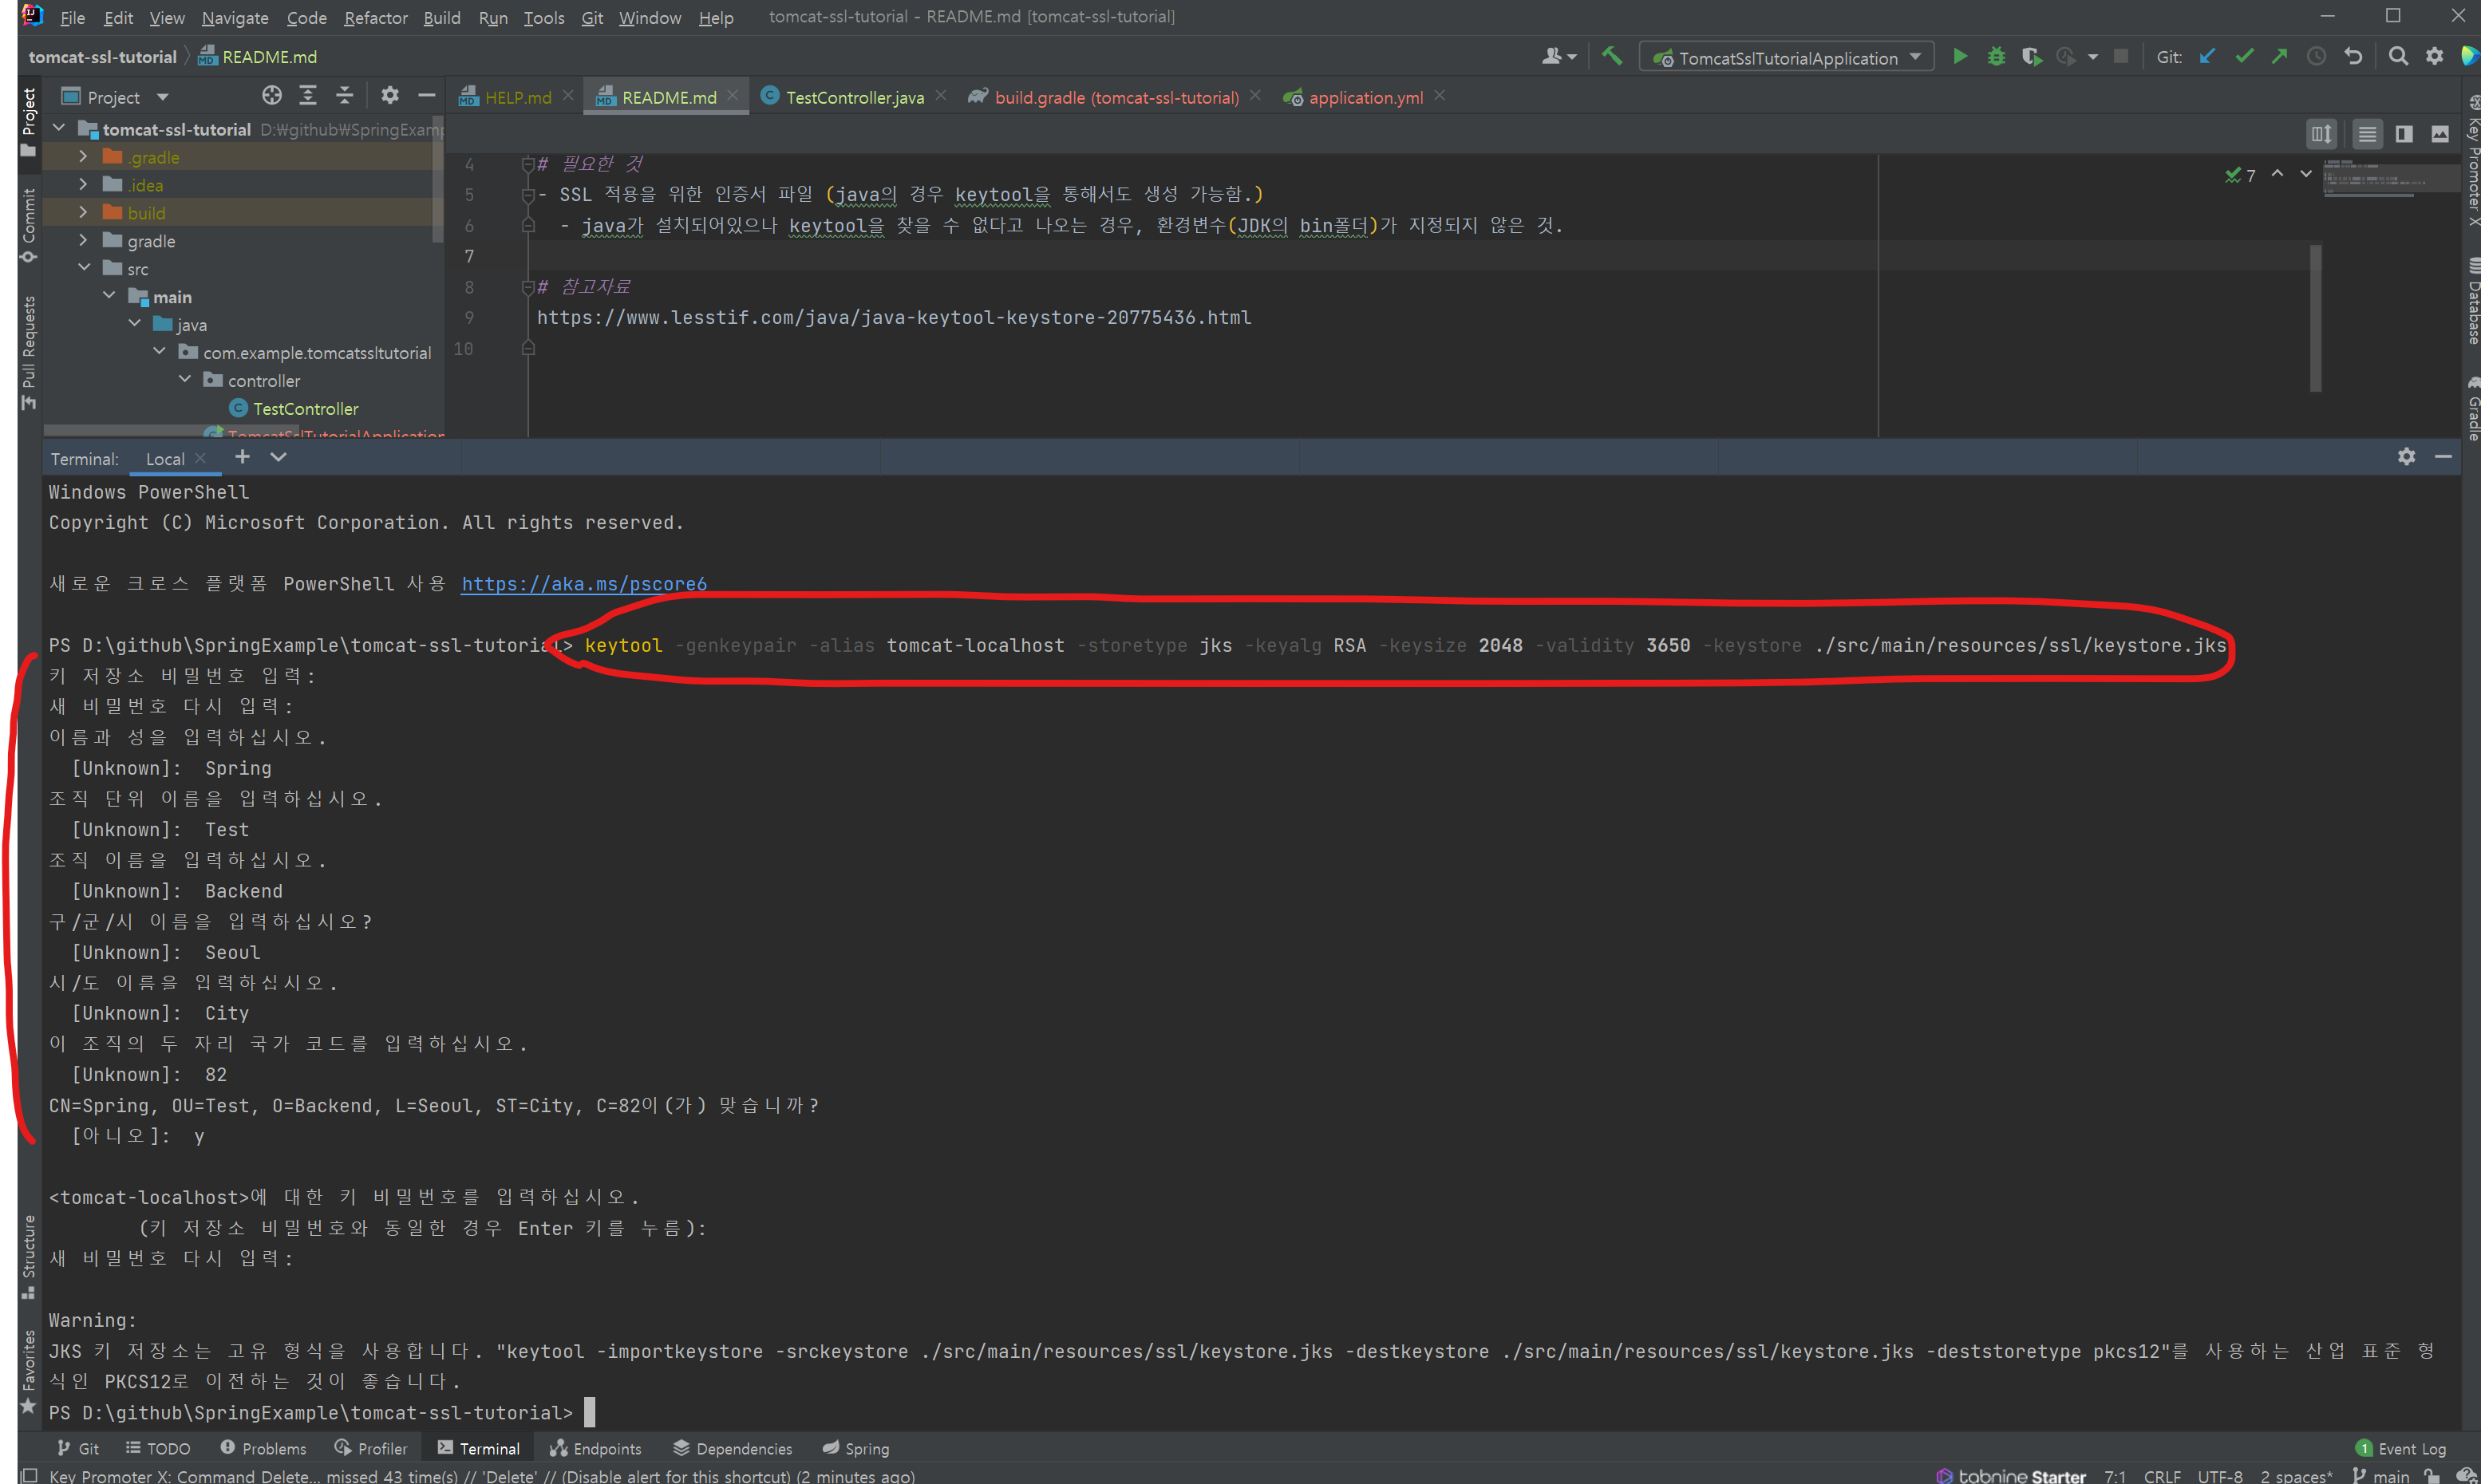 File Edit View Navigate Code Refactor Build Run Tools Git Window Help tomcat-ssl-tutorial - README.md [tomcat-ssl-tutorial]
tomcat-ssl-tutorial README.md TomcatSslTutorialApplication Git:
Project HELP.md README.md TestController.java build.gradle (tomcat-ssl-tutorial) application.yml
Project
Commit
Pull Requests
Structure
Favorites
Key Promoter X
Database
Gradle
tomcat-ssl-tutorial D:₩github₩SpringExamp
.gradle
.idea
build
gradle
src
main
java
com.example.tomcatssltutorial
controller
TestController
TomcatSslTutorialApplication
7
4 # 필요한 것
5 - SSL 적용을 위한 인증서 파일 (java의 경우 keytool을 통해서도 생성 가능함.)
6 - java가 설치되어있으나 keytool을 찾을 수 없다고 나오는 경우, 환경변수(JDK의 bin폴더)가 지정되지 않은 것.
7
8 # 참고자료
9 https://www.lesstif.com/java/java-keytool-keystore-20775436.html
10
Terminal: Local
Windows PowerShell
Copyright (C) Microsoft Corporation. All rights reserved.
새로운 크로스 플랫폼 PowerShell 사용 https://aka.ms/pscore6
PS D:\github\SpringExample\tomcat-ssl-tutorial> keytool -genkeypair -alias tomcat-localhost -storetype jks -keyalg RSA -keysize 2048 -validity 3650 -keystore ./src/main/resources/ssl/keystore.jks
키 저장소 비밀번호 입력:
새 비밀번호 다시 입력:
이름과 성을 입력하십시오.
[Unknown]: Spring
조직 단위 이름을 입력하십시오.
[Unknown]: Test
조직 이름을 입력하십시오.
[Unknown]: Backend
구/군/시 이름을 입력하십시오?
[Unknown]: Seoul
시/도 이름을 입력하십시오.
[Unknown]: City
이 조직의 두 자리 국가 코드를 입력하십시오.
[Unknown]: 82
CN=Spring, OU=Test, O=Backend, L=Seoul, ST=City, C=82이(가) 맞습니까?
[아니오]: y
<tomcat-localhost>에 대한 키 비밀번호를 입력하십시오.
(키 저장소 비밀번호와 동일한 경우 Enter 키를 누름):
새 비밀번호 다시 입력:
Warning:
JKS 키 저장소는 고유 형식을 사용합니다. "keytool -importkeystore -srckeystore ./src/main/resources/ssl/keystore.jks -destkeystore ./src/main/resources/ssl/keystore.jks -deststoretype pkcs12"를 사용하는 산업 표준 형
식인 PKCS12로 이전하는 것이 좋습니다.
PS D:\github\SpringExample\tomcat-ssl-tutorial>
Git TODO Problems Profiler Terminal Endpoints Dependencies Spring 1 Event Log
Key Promoter X: Command Delete... missed 43 time(s) // 'Delete' // (Disable alert for this shortcut) (2 minutes ago) tabnine Starter 7:1 CRLF UTF-8 2 spaces* main